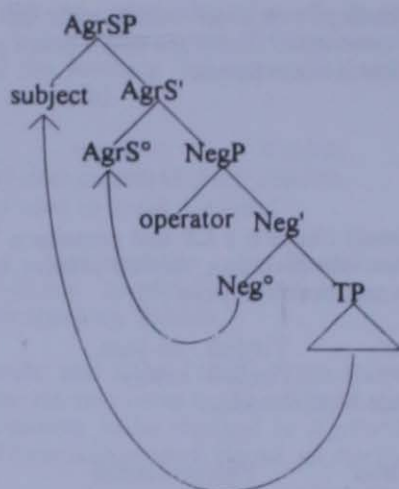 AgrSP
subject AgrS'
AgrS° NegP
operator Neg'
Neg° TP